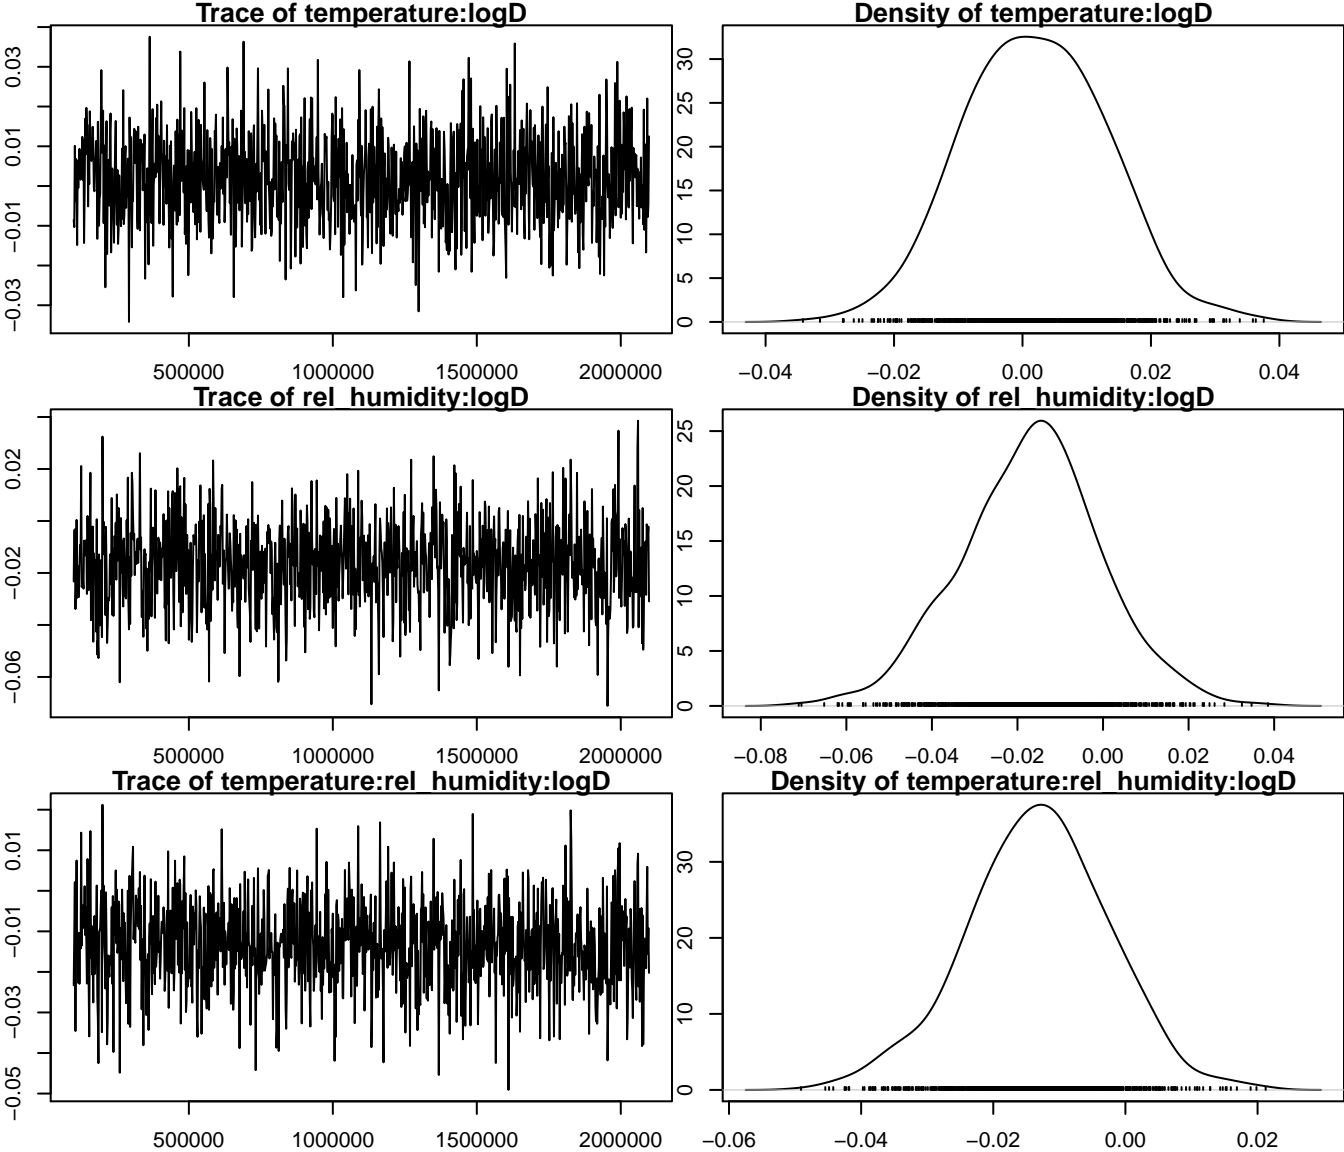 Trace of temperature:logD
0.03
0.01
−0.01
−0.03
500000 1000000 1500000 2000000
Density of temperature:logD
30
25
20
15
10
5
0
−0.04 −0.02 0.00 0.02 0.04
Trace of rel_humidity:logD
0.02
−0.02
−0.06
500000 1000000 1500000 2000000
Density of rel_humidity:logD
25
20
15
10
5
0
−0.08 −0.06 −0.04 −0.02 0.00 0.02 0.04
Trace of temperature:rel_humidity:logD
0.01
−0.01
−0.03
−0.05
500000 1000000 1500000 2000000
Density of temperature:rel_humidity:logD
30
20
10
0
−0.06 −0.04 −0.02 0.00 0.02